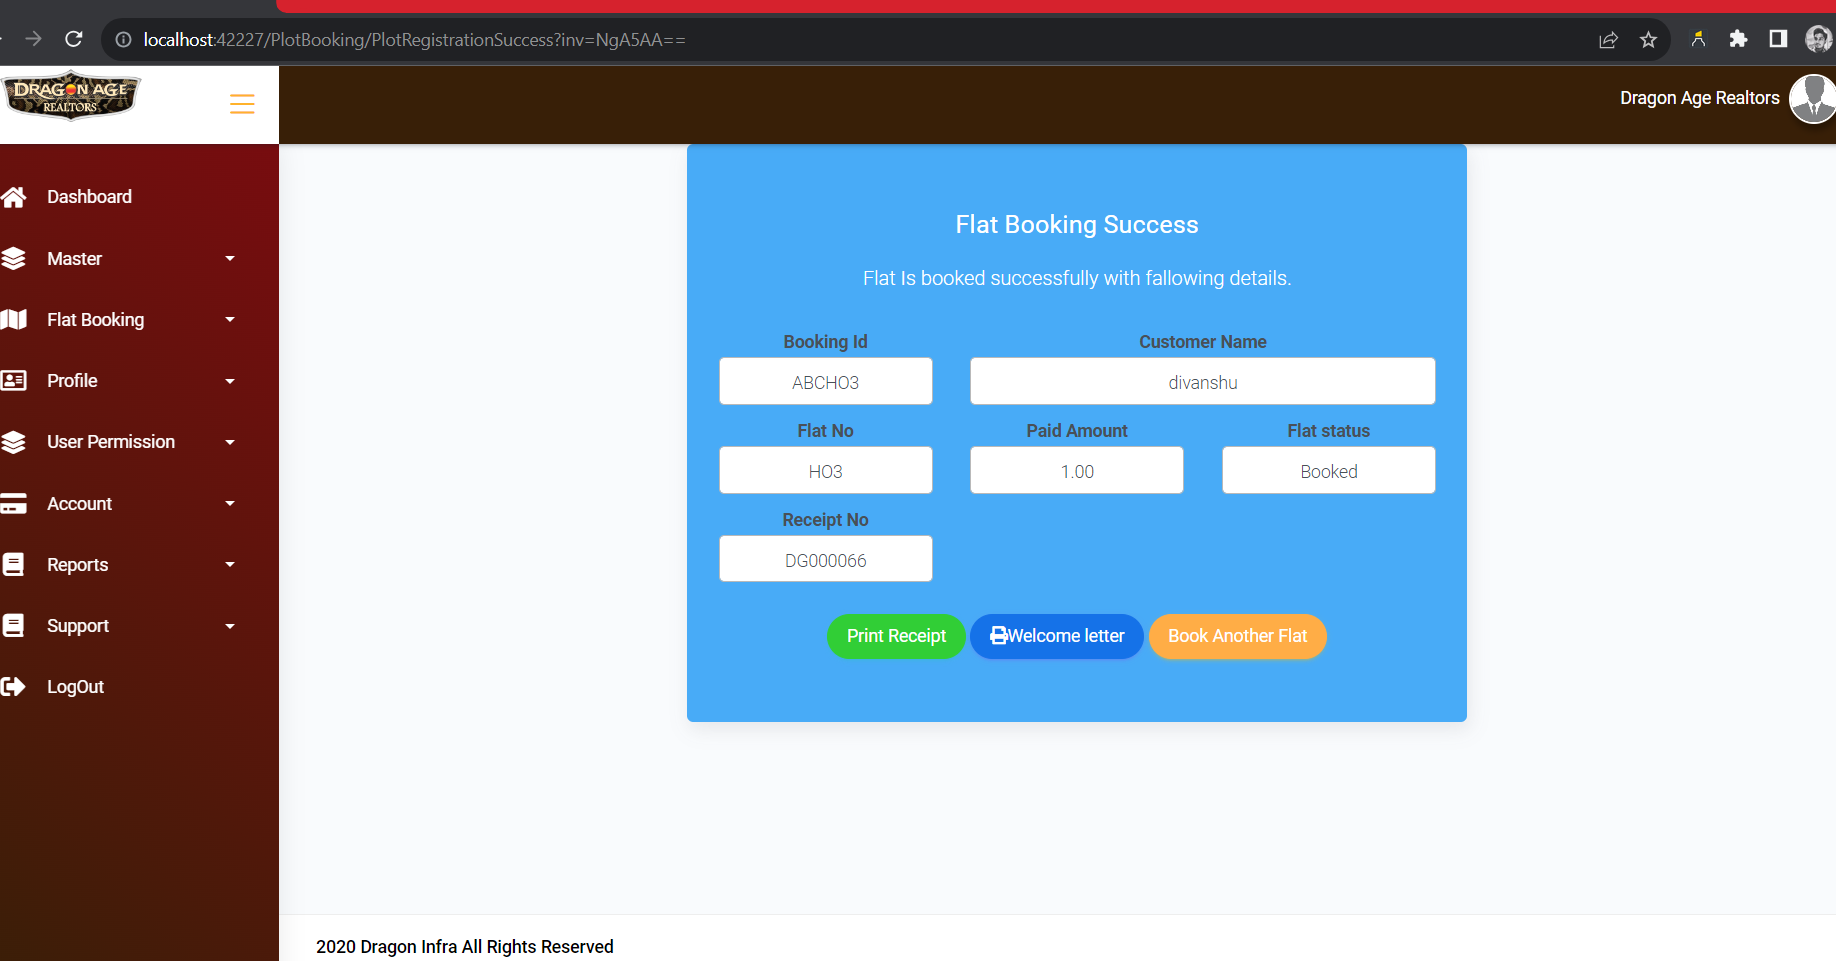 localhost:42227/PlotBooking/PlotRegistrationSuccess?inv=NgA5AA==
DRAGON AGE
REALTORS
Dragon Age Realtors
Dashboard
Master
Flat Booking
Profile
User Permission
Account
Reports
Support
LogOut
Flat Booking Success
Flat Is booked successfully with fallowing details.
Booking Id Customer Name
ABCHO3 divanshu
Flat No Paid Amount Flat status
HO3 1.00 Booked
Receipt No
DG000066
Print Receipt Welcome letter Book Another Flat
2020 Dragon Infra All Rights Reserved